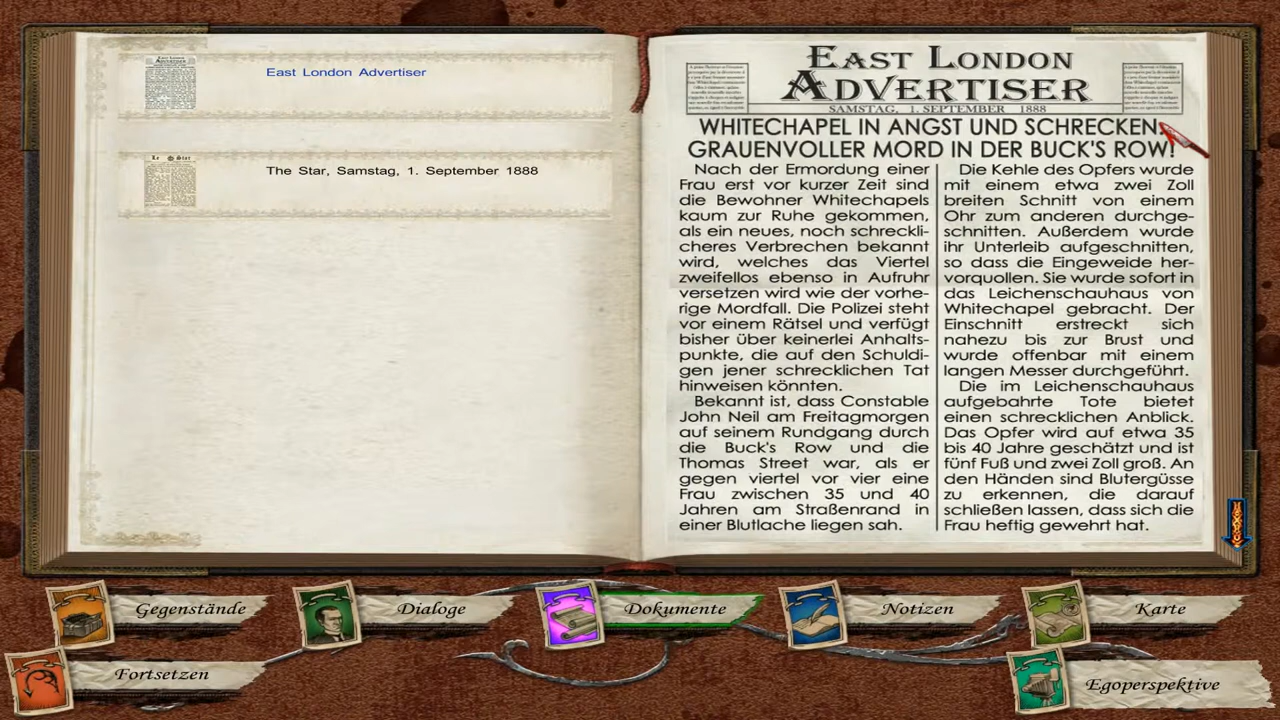 East London Advertiser
The Star, Samstag, 1. September 1888
EAST LONDON
ADVERTISER
SAMSTAG, 1. SEPTEMBER 1888
WHITECHAPEL IN ANGST UND SCHRECKEN
GRAUENVOLLER MORD IN DER BUCK'S ROW!
Nach der Ermordung einer
Frau erst vor kurzer Zeit sind
die Bewohner Whitechapels
kaum zur Ruhe gekommen,
als ein neues, noch schreckli-
cheres Verbrechen bekannt
wird, welches das Viertel
zweifellos ebenso in Aufruhr
versetzen wird wie der vorhe-
rige Mordfall. Die Polizei steht
vor einem Rätsel und verfügt
bisher über keinerlei Anhalts-
punkte, die auf den Schuldi-
gen jener schrecklichen Tat
hinweisen könnten.
Bekannt ist, dass Constable
John Neil am Freitagmorgen
auf seinem Rundgang durch
die Buck's Row und die
Thomas Street war, als er
gegen viertel vor vier eine
Frau zwischen 35 und 40
Jahren am Straßenrand in
einer Blutlache liegen sah.
Die Kehle des Opfers wurde
mit einem etwa zwei Zoll
breiten Schnitt von einem
Ohr zum anderen durchge-
schnitten. Außerdem wurde
ihr Unterleib aufgeschnitten,
so dass die Eingeweide her-
vorquollen. Sie wurde sofort in
das Leichenschauhaus von
Whitechapel gebracht. Der
Einschnitt erstreckt sich
nahezu bis zur Brust und
wurde offenbar mit einem
langen Messer durchgeführt.
Die im Leichenschauhaus
aufgebahrte Tote bietet
einen schrecklichen Anblick.
Das Opfer wird auf etwa 35
bis 40 Jahre geschätzt und ist
fünf Fuß und zwei Zoll groß. An
den Händen sind Blutergüsse
zu erkennen, die darauf
schließen lassen, dass sich die
Frau heftig gewehrt hat.
Gegenstände
Dialoge
Dokumente
Notizen
Karte
Fortsetzen
Egoperspektive